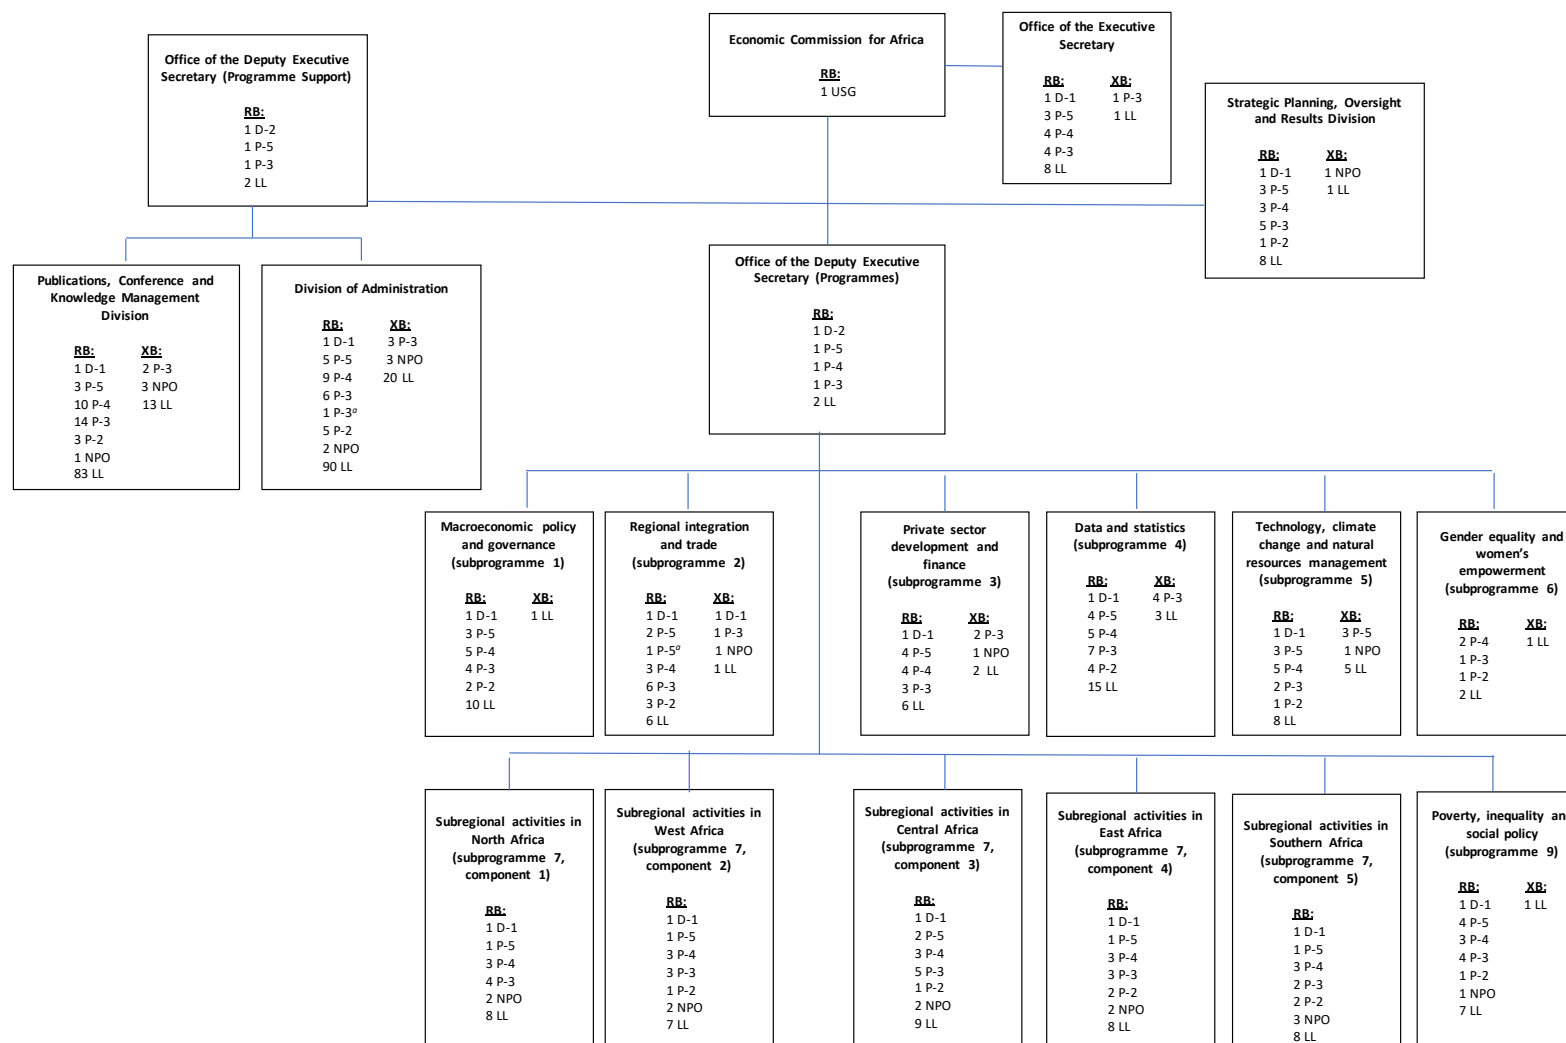 Office of the Deputy Executive
Secretary (Programme Support)
RB:
1 D-2
1 P-5
1 P-3
2 LL
Economic Commission for Africa
RB:
1 USG
Office of the Executive
Secretary
RB: XB:
1 D-1 1 P-3
3 P-5 1 LL
4 P-4
4 P-3
8 LL
Strategic Planning, Oversight
and Results Division
RB: XB:
1 D-1 1 NPO
3 P-5 1 LL
3 P-4
5 P-3
1 P-2
8 LL
Publications, Conference and
Knowledge Management
Division
RB: XB:
1 D-1 2 P-3
3 P-5 3 NPO
10 P-4 13 LL
14 P-3
3 P-2
1 NPO
83 LL
Division of Administration
RB: XB:
1 D-1 3 P-3
5 P-5 3 NPO
9 P-4 20 LL
6 P-3
1 P-3a
5 P-2
2 NPO
90 LL
Office of the Deputy Executive
Secretary (Programmes)
RB:
1 D-2
1 P-5
1 P-4
1 P-3
2 LL
Macroeconomic policy
and governance
(subprogramme 1)
RB: XB:
1 D-1 1 LL
3 P-5
5 P-4
4 P-3
2 P-2
10 LL
Regional integration
and trade
(subprogramme 2)
RB: XB:
1 D-1 1 D-1
2 P-5 1 P-3
1 P-5a 1 NPO
3 P-4 1 LL
6 P-3
3 P-2
6 LL
Private sector
development and
finance
(subprogramme 3)
RB: XB:
1 D-1 2 P-3
4 P-5 1 NPO
4 P-4 2 LL
3 P-3
6 LL
Data and statistics
(subprogramme 4)
RB: XB:
1 D-1 4 P-3
4 P-5 3 LL
5 P-4
7 P-3
4 P-2
15 LL
Technology, climate
change and natural
resources management
(subprogramme 5)
RB: XB:
1 D-1 3 P-5
3 P-5 1 NPO
5 P-4 5 LL
2 P-3
1 P-2
8 LL
Gender equality and
women's
empowerment
(subprogramme 6)
RB: XB:
2 P-4 1 LL
1 P-3
1 P-2
2 LL
Subregional activities in
North Africa
(subprogramme 7,
component 1)
RB:
1 D-1
1 P-5
3 P-4
4 P-3
2 NPO
8 LL
Subregional activities in
West Africa
(subprogramme 7,
component 2)
RB:
1 D-1
1 P-5
3 P-4
3 P-3
1 P-2
2 NPO
7 LL
Subregional activities in
Central Africa
(subprogramme 7,
component 3)
RB:
1 D-1
2 P-5
3 P-4
5 P-3
1 P-2
2 NPO
9 LL
Subregional activities in
East Africa
(subprogramme 7,
component 4)
RB:
1 D-1
1 P-5
3 P-4
3 P-3
2 P-2
2 NPO
8 LL
Subregional activities in
Southern Africa
(subprogramme 7,
component 5)
RB:
1 D-1
1 P-5
3 P-4
2 P-3
2 P-2
3 NPO
8 LL
Poverty, inequality an
social policy
(subprogramme 9)
RB: XB:
1 D-1 1 LL
4 P-5
3 P-4
4 P-3
1 P-2
1 NPO
7 LL